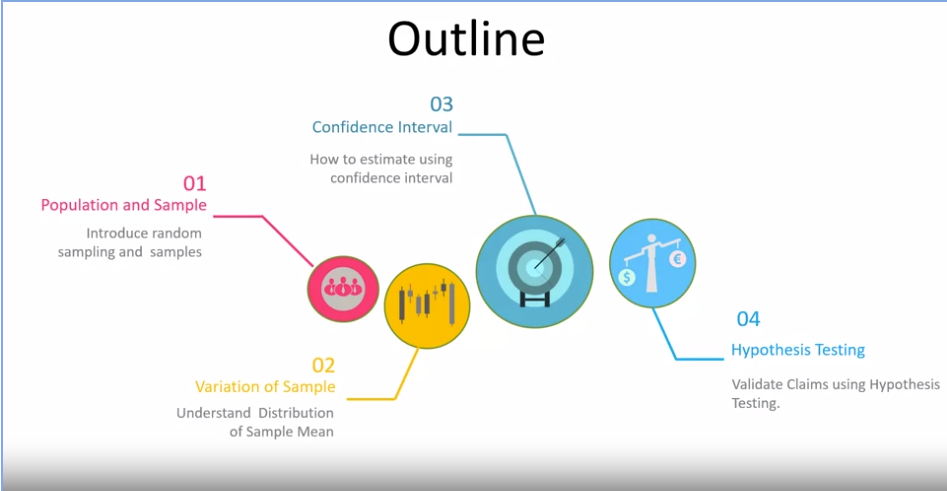 Outline
01
Population and Sample
Introduce random
sampling and samples
02
Variation of Sample
Understand Distribution
of Sample Mean
03
Confidence Interval
How to estimate using
confidence interval
04
Hypothesis Testing
Validate Claims using Hypothesis
Testing.
$
€